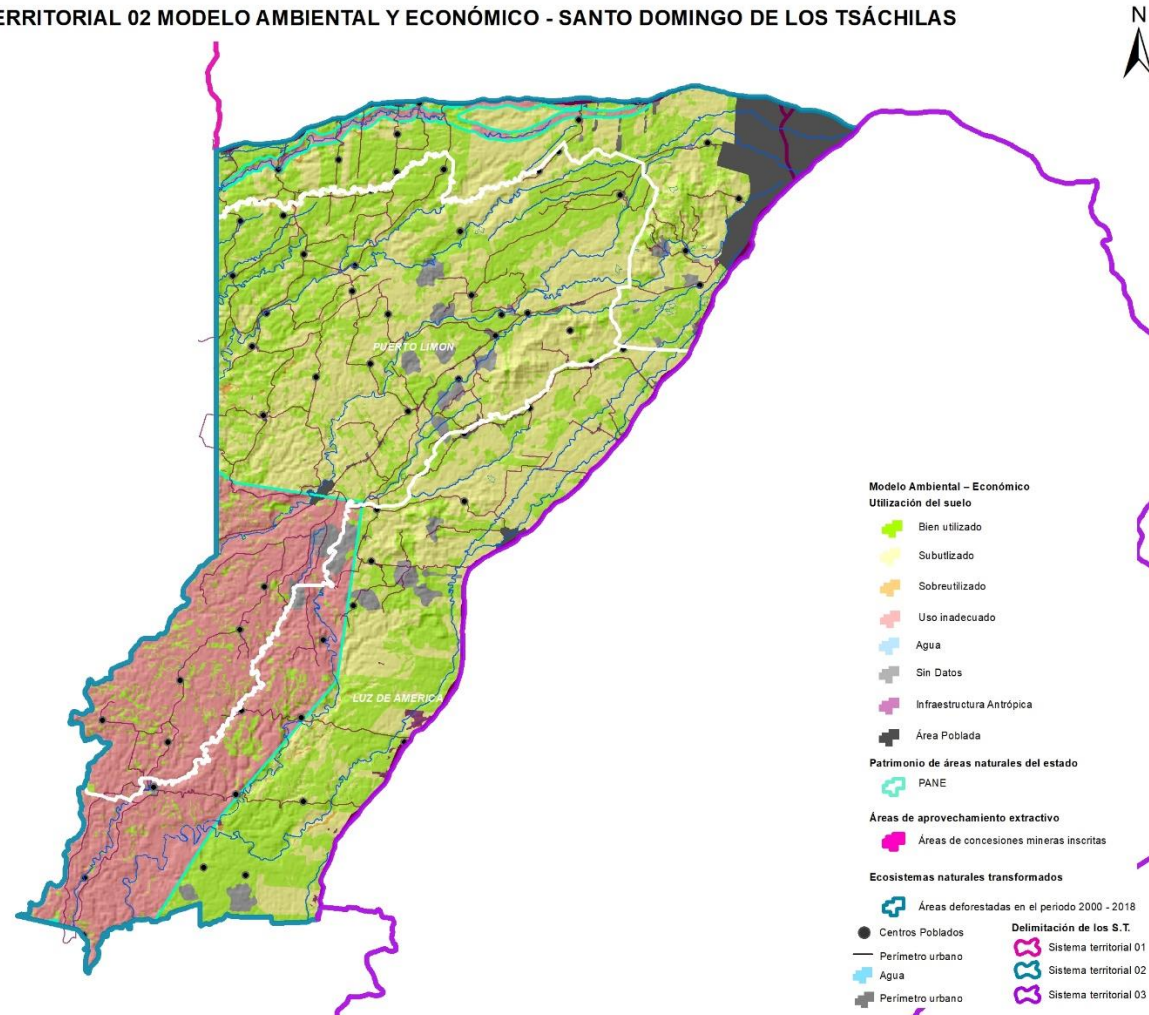 ERRITORIAL 02 MODELO AMBIENTAL Y ECONÓMICO - SANTO DOMINGO DE LOS TSÁCHILAS
N
PUERTO LIMON
LUZ DE AMERICA
Modelo Ambiental – Económico
Utilización del suelo
Bien utilizado
Subutlizado
Sobreutilizado
Uso inadecuado
Agua
Sin Datos
Infraestructura Antrópica
Área Poblada
Patrimonio de áreas naturales del estado
PANE
Áreas de aprovechamiento extractivo
Áreas de concesiones mineras inscritas
Ecosistemas naturales transformados
Áreas deforestadas en el periodo 2000 - 2018
Centros Poblados
Perímetro urbano
Agua
Perímetro urbano
Delimitación de los S.T.
Sistema territorial 01
Sistema territorial 02
Sistema territorial 03